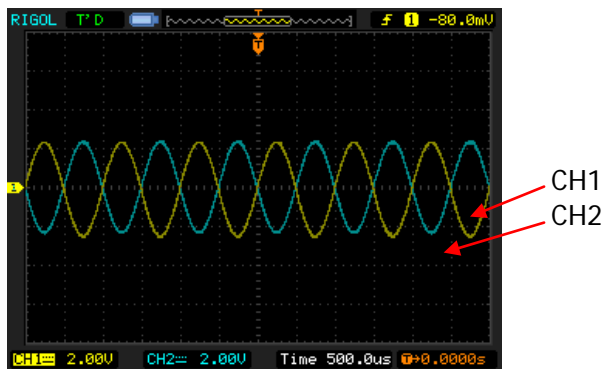 RIGOL T'D T f 1 -80.0mV
T
1
CH1
CH2
CH1 2.00V CH2 2.00V Time 500.0us T→0.0000s